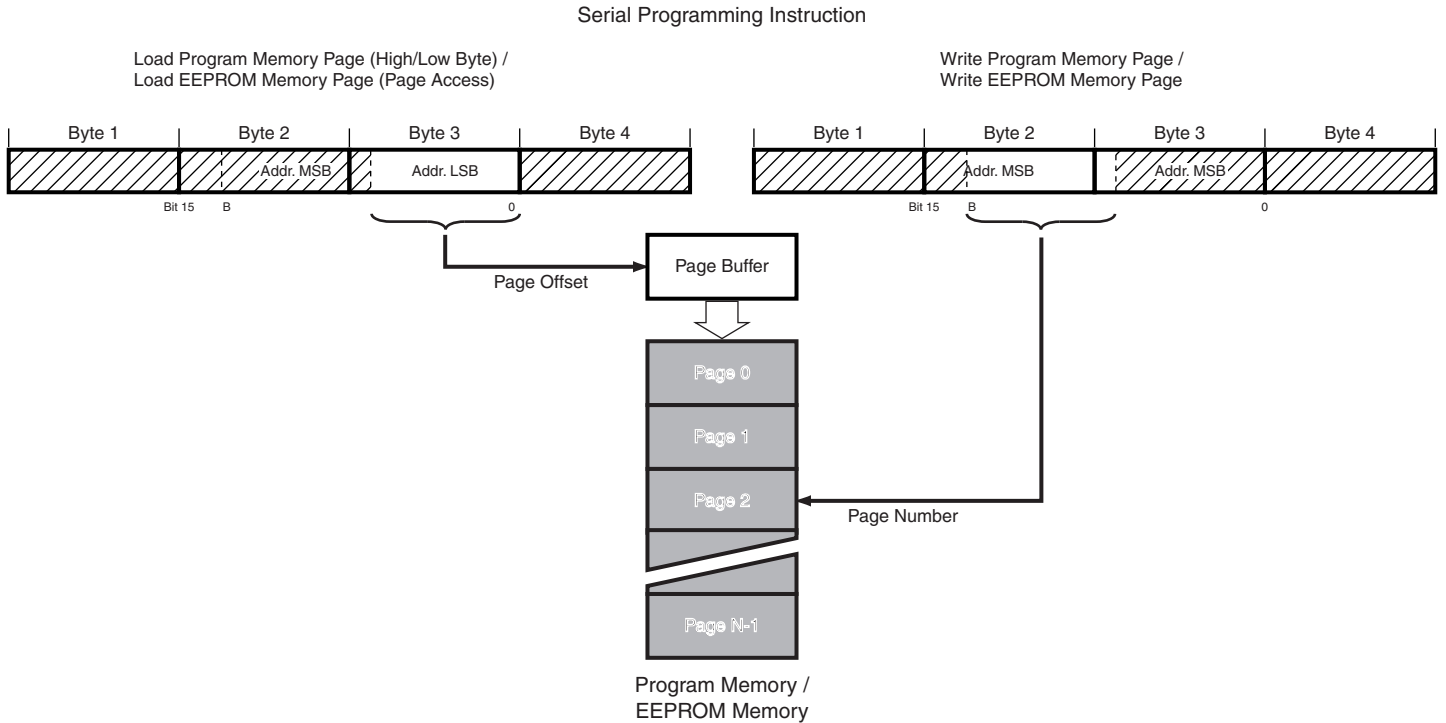 Serial Programming Instruction
Load Program Memory Page (High/Low Byte) /
Load EEPROM Memory Page (Page Access)
Write Program Memory Page /
Write EEPROM Memory Page
Byte 1 Byte 2 Byte 3 Byte 4
Byte 1 Byte 2 Byte 3 Byte 4
Addr. MSB Addr. LSB
Addr. MSB Addr. MSB
Bit 15 B 0
Bit 15 B 0
Page Buffer
Page Offset
Page 0
Page 1
Page 2
Page Number
Page N-1
Program Memory /
EEPROM Memory